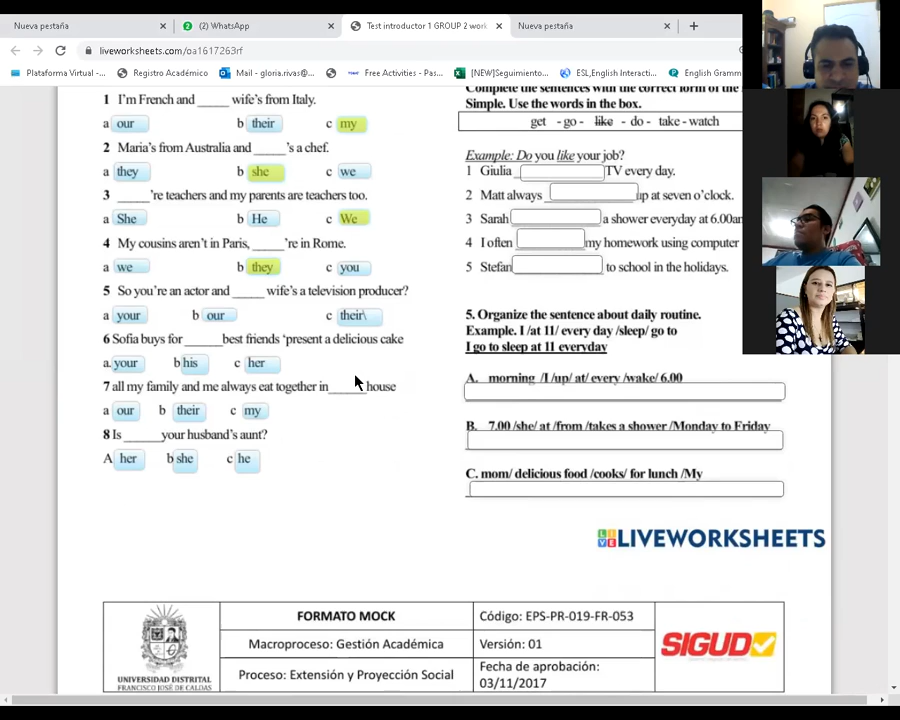 Nueva pestaña
(2) WhatsApp
Test introductor 1 GROUP 2 work
Nueva pestaña
liveworksheets.com/oa1617263rf
Plataforma Virtual -...
Registro Académico
Mail - gloria.rivas@...
Free Activities - Pas...
[NEW]Seguimiento...
ESL,English Interacti...
English Gramm
1 I'm French and _____ wife's from Italy.
a our b their c my
2 Maria's from Australia and _____'s a chef.
a they b she c we
3 _____'re teachers and my parents are teachers too.
a She b He c We
4 My cousins aren't in Paris, _____'re in Rome.
a we b they c you
5 So you're an actor and _____ wife's a television producer?
a your b our c their\
6 Sofia buys for ______best friends 'present a delicious cake
a.your b his c her
7 all my family and me always eat together in______house
a our b their c my
8 Is ______your husband's aunt?
A her b she c he
Complete the sentences with the correct form of the
Simple. Use the words in the box.
get - go - like - do - take - watch
Example: Do you like your job?
1 Giulia TV every day.
2 Matt always up at seven o'clock.
3 Sarah a shower everyday at 6.00am
4 I often my homework using computer
5 Stefan to school in the holidays.
5. Organize the sentence about daily routine.
Example. I /at 11/ every day /sleep/ go to
I go to sleep at 11 everyday
A. morning /I /up/ at/ every /wake/ 6.00
B. 7.00 /she/ at /from /takes a shower /Monday to Friday
C. mom/ delicious food /cooks/ for lunch /My
LIVEWORKSHEETS
UNIVERSIDAD DISTRITAL
FRANCISCO JOSÉ DE CALDAS
FORMATO MOCK
Macroproceso: Gestión Académica
Proceso: Extensión y Proyección Social
Código: EPS-PR-019-FR-053
Versión: 01
Fecha de aprobación:
03/11/2017
SIGUD